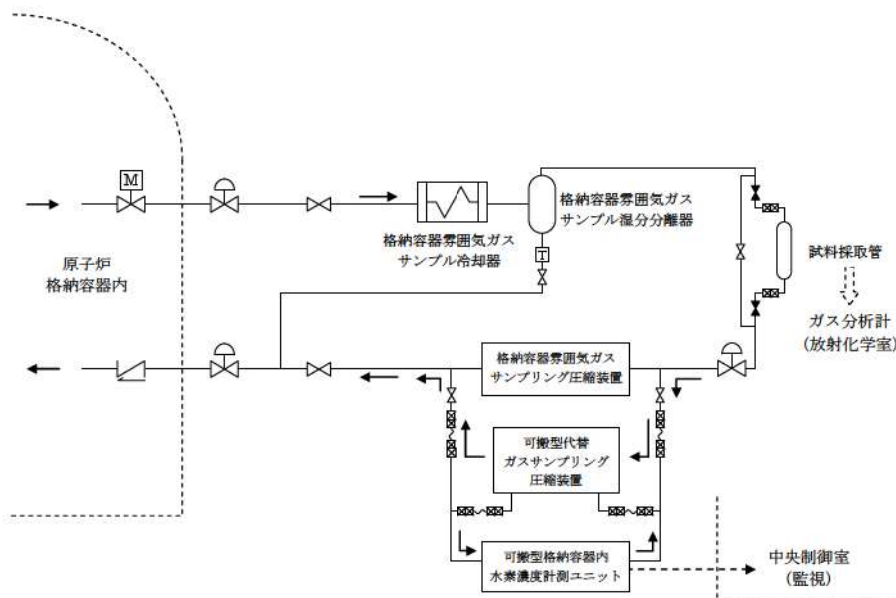 M
原子炉
格納容器内
格納容器雰囲気ガス
サンプル冷却器
格納容器雰囲気ガス
サンプル湿分分離器
T
試料採取管
ガス分析計
(放射化学室)
格納容器雰囲気ガス
サンプリング圧縮装置
可搬型代替
ガスサンプリング
圧縮装置
可搬型格納容器内
水素濃度計測ユニット
中央制御室
(監視)